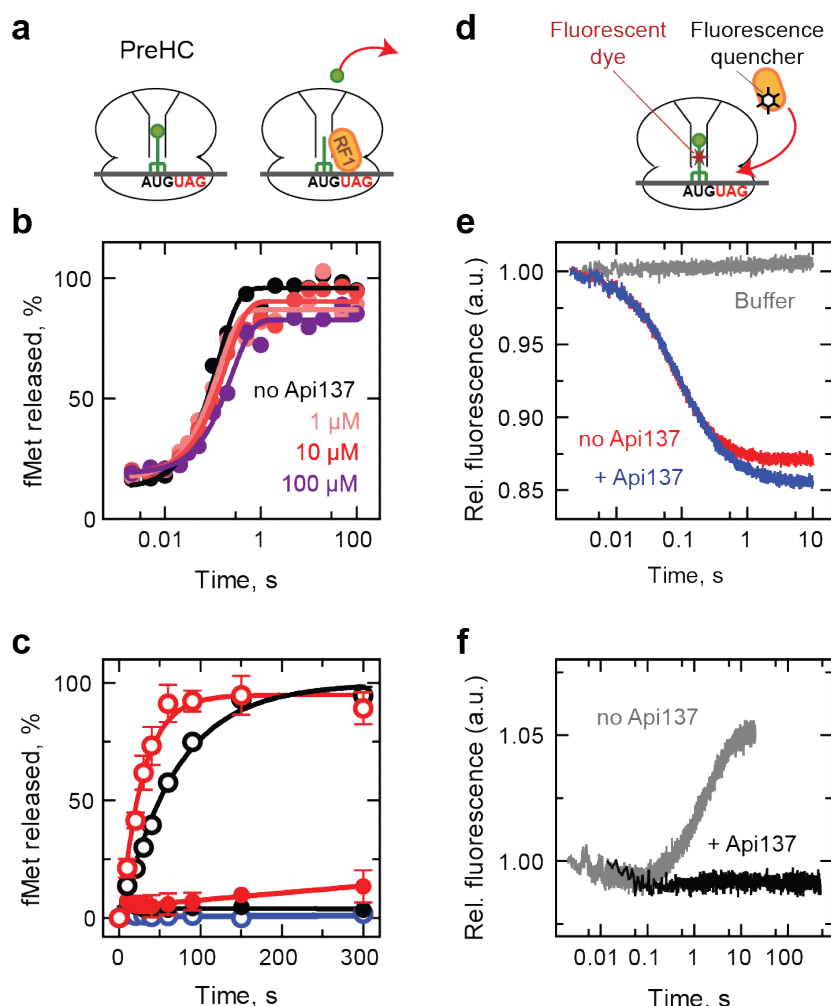 a
PreHC
RF1
AUGUAG
AUGUAG
b
fMet released, %
100
50
0
no Api137
1 µM
10 µM
100 µM
0.01
1
100
Time, s
c
fMet released, %
100
50
0
0
100
200
300
Time, s
d
Fluorescent
dye
Fluorescence
quencher
AUGUAG
e
Rel. fluorescence (a.u.)
1.00
0.95
0.90
0.85
Buffer
no Api137
+ Api137
0.01
0.1
1
10
Time, s
f
Rel. fluorescence (a.u.)
1.05
1.00
no Api137
+ Api137
0.01
0.1
1
10
100
Time, s